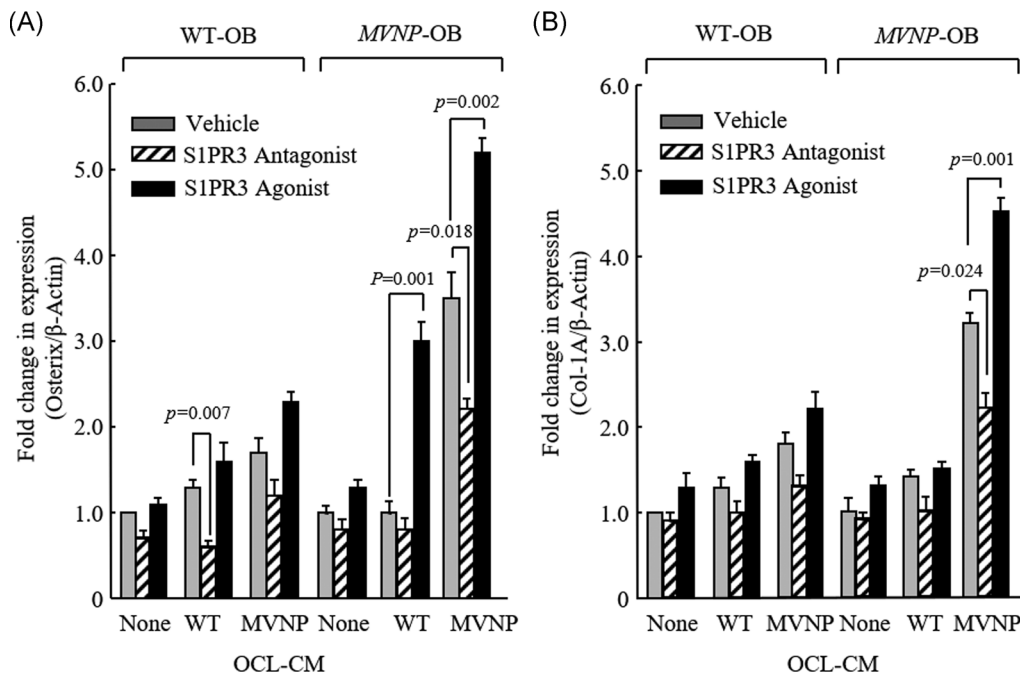 (A)
WT-OB
MVNP-OB
Fold change in expression
(Osterix/β-Actin)
6.0
5.0
4.0
3.0
2.0
1.0
0
Vehicle
S1PR3 Antagonist
S1PR3 Agonist
p=0.007
P=0.001
p=0.018
p=0.002
None
WT
MVNP
None
WT
MVNP
OCL-CM
(B)
WT-OB
MVNP-OB
Fold change in expression
(Col-1A/β-Actin)
6.0
5.0
4.0
3.0
2.0
1.0
0
Vehicle
S1PR3 Antagonist
S1PR3 Agonist
p=0.001
p=0.024
None
WT
MVNP
None
WT
MVNP
OCL-CM